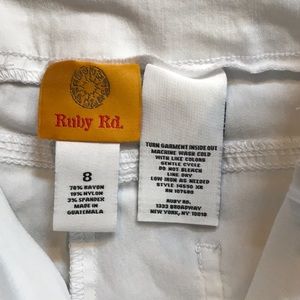 Ruby Rd.
8
78% RAYON
19% NYLON
3% SPANDEX
MADE IN
GUATEMALA
TURN GARMENT INSIDE OUT
MACHINE WASH COLD
WITH LIKE COLORS
GENTLE CYCLE
DO NOT BLEACH
LINE DRY
LOW IRON AS NEEDED
STYLE
RUBY RD.
1333 BROADWAY
NEW YORK, NY 10018